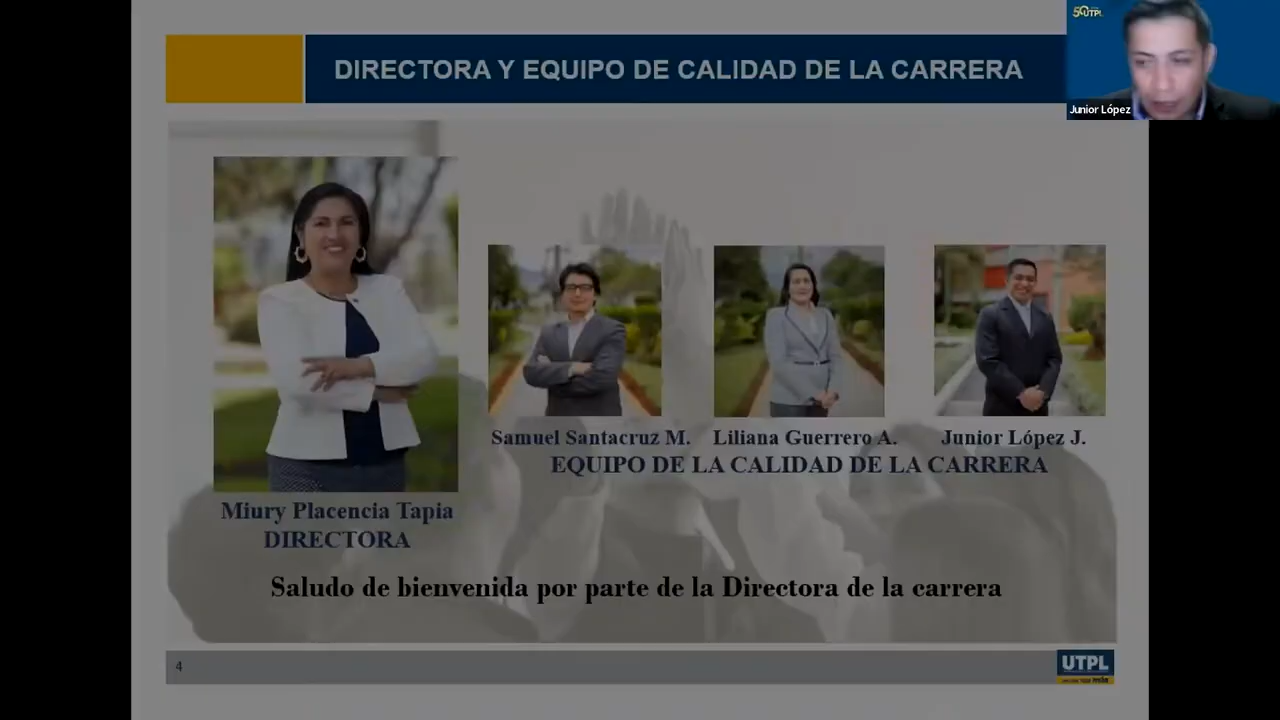 50 UTPL
DIRECTORA Y EQUIPO DE CALIDAD DE LA CARRERA
Junior López
Samuel Santacruz M.
Liliana Guerrero A.
Junior López J.
EQUIPO DE LA CALIDAD DE LA CARRERA
Miury Placencia Tapia
DIRECTORA
Saludo de bienvenida por parte de la Directora de la carrera
4
UTPL